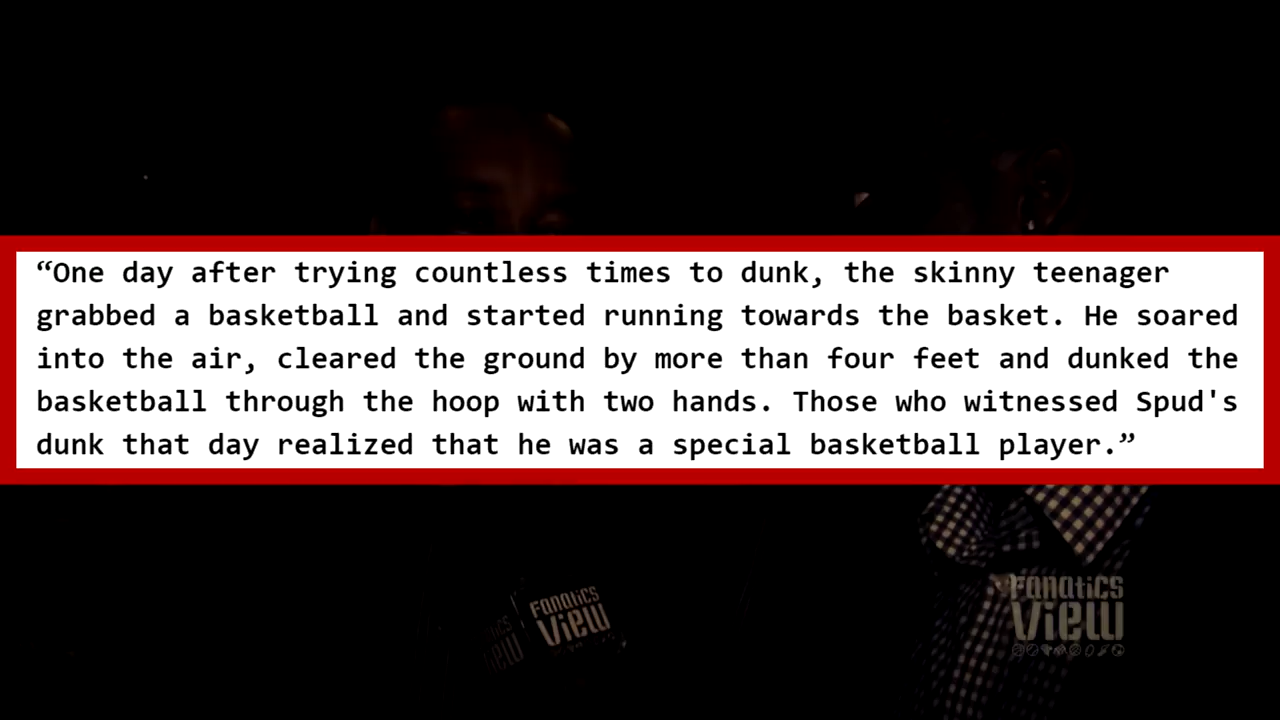 “One day after trying countless times to dunk, the skinny teenager
grabbed a basketball and started running towards the basket. He soared
into the air, cleared the ground by more than four feet and dunked the
basketball through the hoop with two hands. Those who witnessed Spud's
dunk that day realized that he was a special basketball player.”
FANATICS
VIEW
FANATICS
VIEW